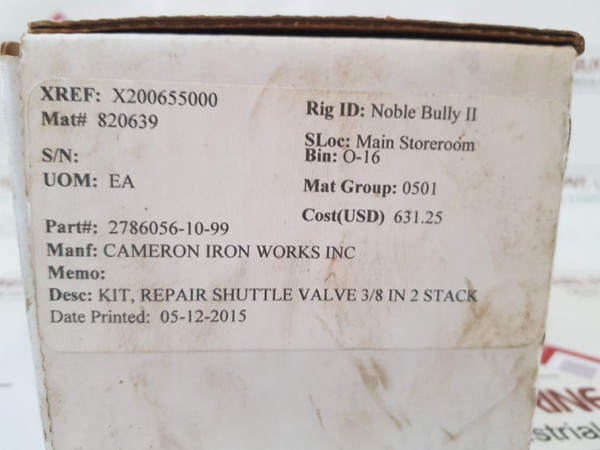 XREF: X200655000
Mat# 820639
S/N:
UOM: EA
Rig ID: Noble Bully II
SLoc: Main Storeroom
Bin: O-16
Mat Group: 0501
Cost(USD) 631.25
Part#: 2786056-10-99
Manf: CAMERON IRON WORKS INC
Memo:
Desc: KIT, REPAIR SHUTTLE VALVE 3/8 IN 2 STACK
Date Printed: 05-12-2015